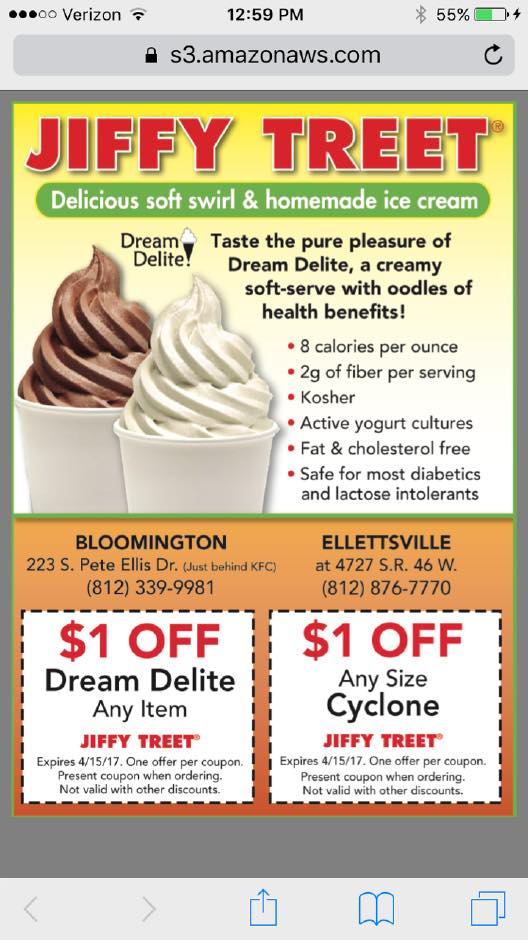 Verizon 12:59 PM 55%
s3.amazonaws.com
JIFFY TREET®
Delicious soft swirl & homemade ice cream
Dream
Delite!
Taste the pure pleasure of
Dream Delite, a creamy
soft-serve with oodles of
health benefits!
• 8 calories per ounce
• 2g of fiber per serving
• Kosher
• Active yogurt cultures
• Fat & cholesterol free
• Safe for most diabetics
and lactose intolerants
BLOOMINGTON
223 S. Pete Ellis Dr. (Just behind KFC)
(812) 339-9981
ELLETTSVILLE
at 4727 S.R. 46 W.
(812) 876-7770
$1 OFF
Dream Delite
Any Item
JIFFY TREET®
Expires 4/15/17. One offer per coupon.
Present coupon when ordering.
Not valid with other discounts.
$1 OFF
Any Size
Cyclone
JIFFY TREET®
Expires 4/15/17. One offer per coupon.
Present coupon when ordering.
Not valid with other discounts.